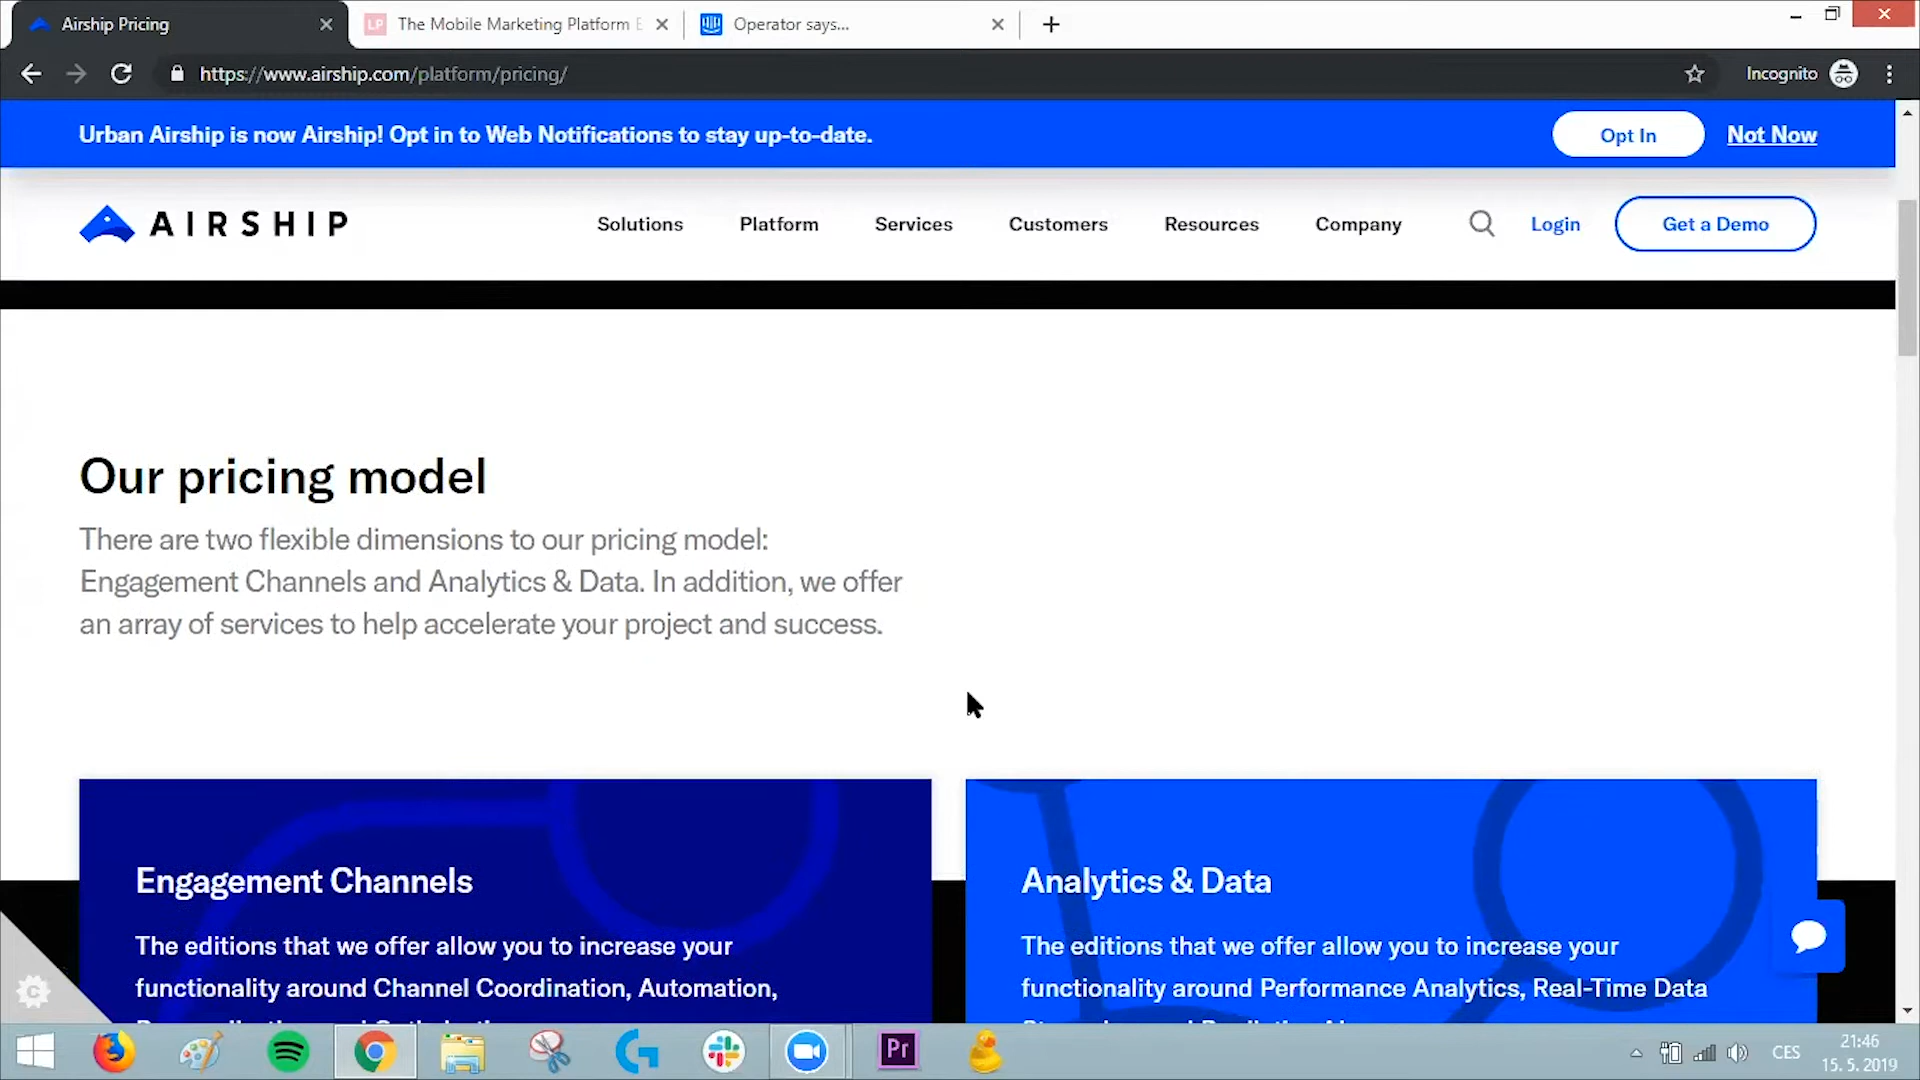 Airship Pricing
The Mobile Marketing Platform
Operator says...
https://www.airship.com/platform/pricing/
Incognito
Urban Airship is now Airship! Opt in to Web Notifications to stay up-to-date.
Opt In
Not Now
AIRSHIP
Solutions
Platform
Services
Customers
Resources
Company
Login
Get a Demo
Our pricing model
There are two flexible dimensions to our pricing model:
Engagement Channels and Analytics & Data. In addition, we offer
an array of services to help accelerate your project and success.
Engagement Channels
The editions that we offer allow you to increase your
functionality around Channel Coordination, Automation,
Analytics & Data
The editions that we offer allow you to increase your
functionality around Performance Analytics, Real-Time Data
LP
C
Pr
CES
21:46
15. 5. 2019